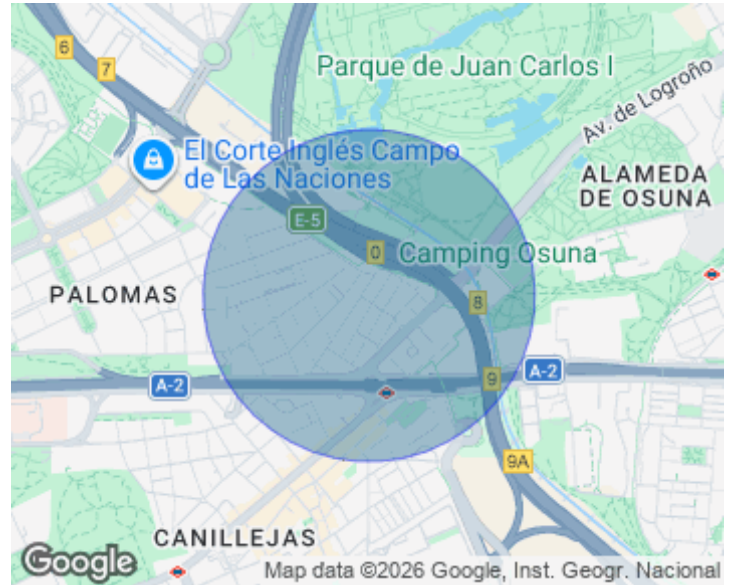 6
7
Parque de Juan Carlos I
Av. de Logroño
El Corte Inglés Campo
de Las Naciones
ALAMEDA
DE OSUNA
E-5
0
Camping Osuna
PALOMAS
8
A-2
A-2
9
9A
CANILLEJAS
Google
Map data ©2026 Google, Inst. Geogr. Nacional